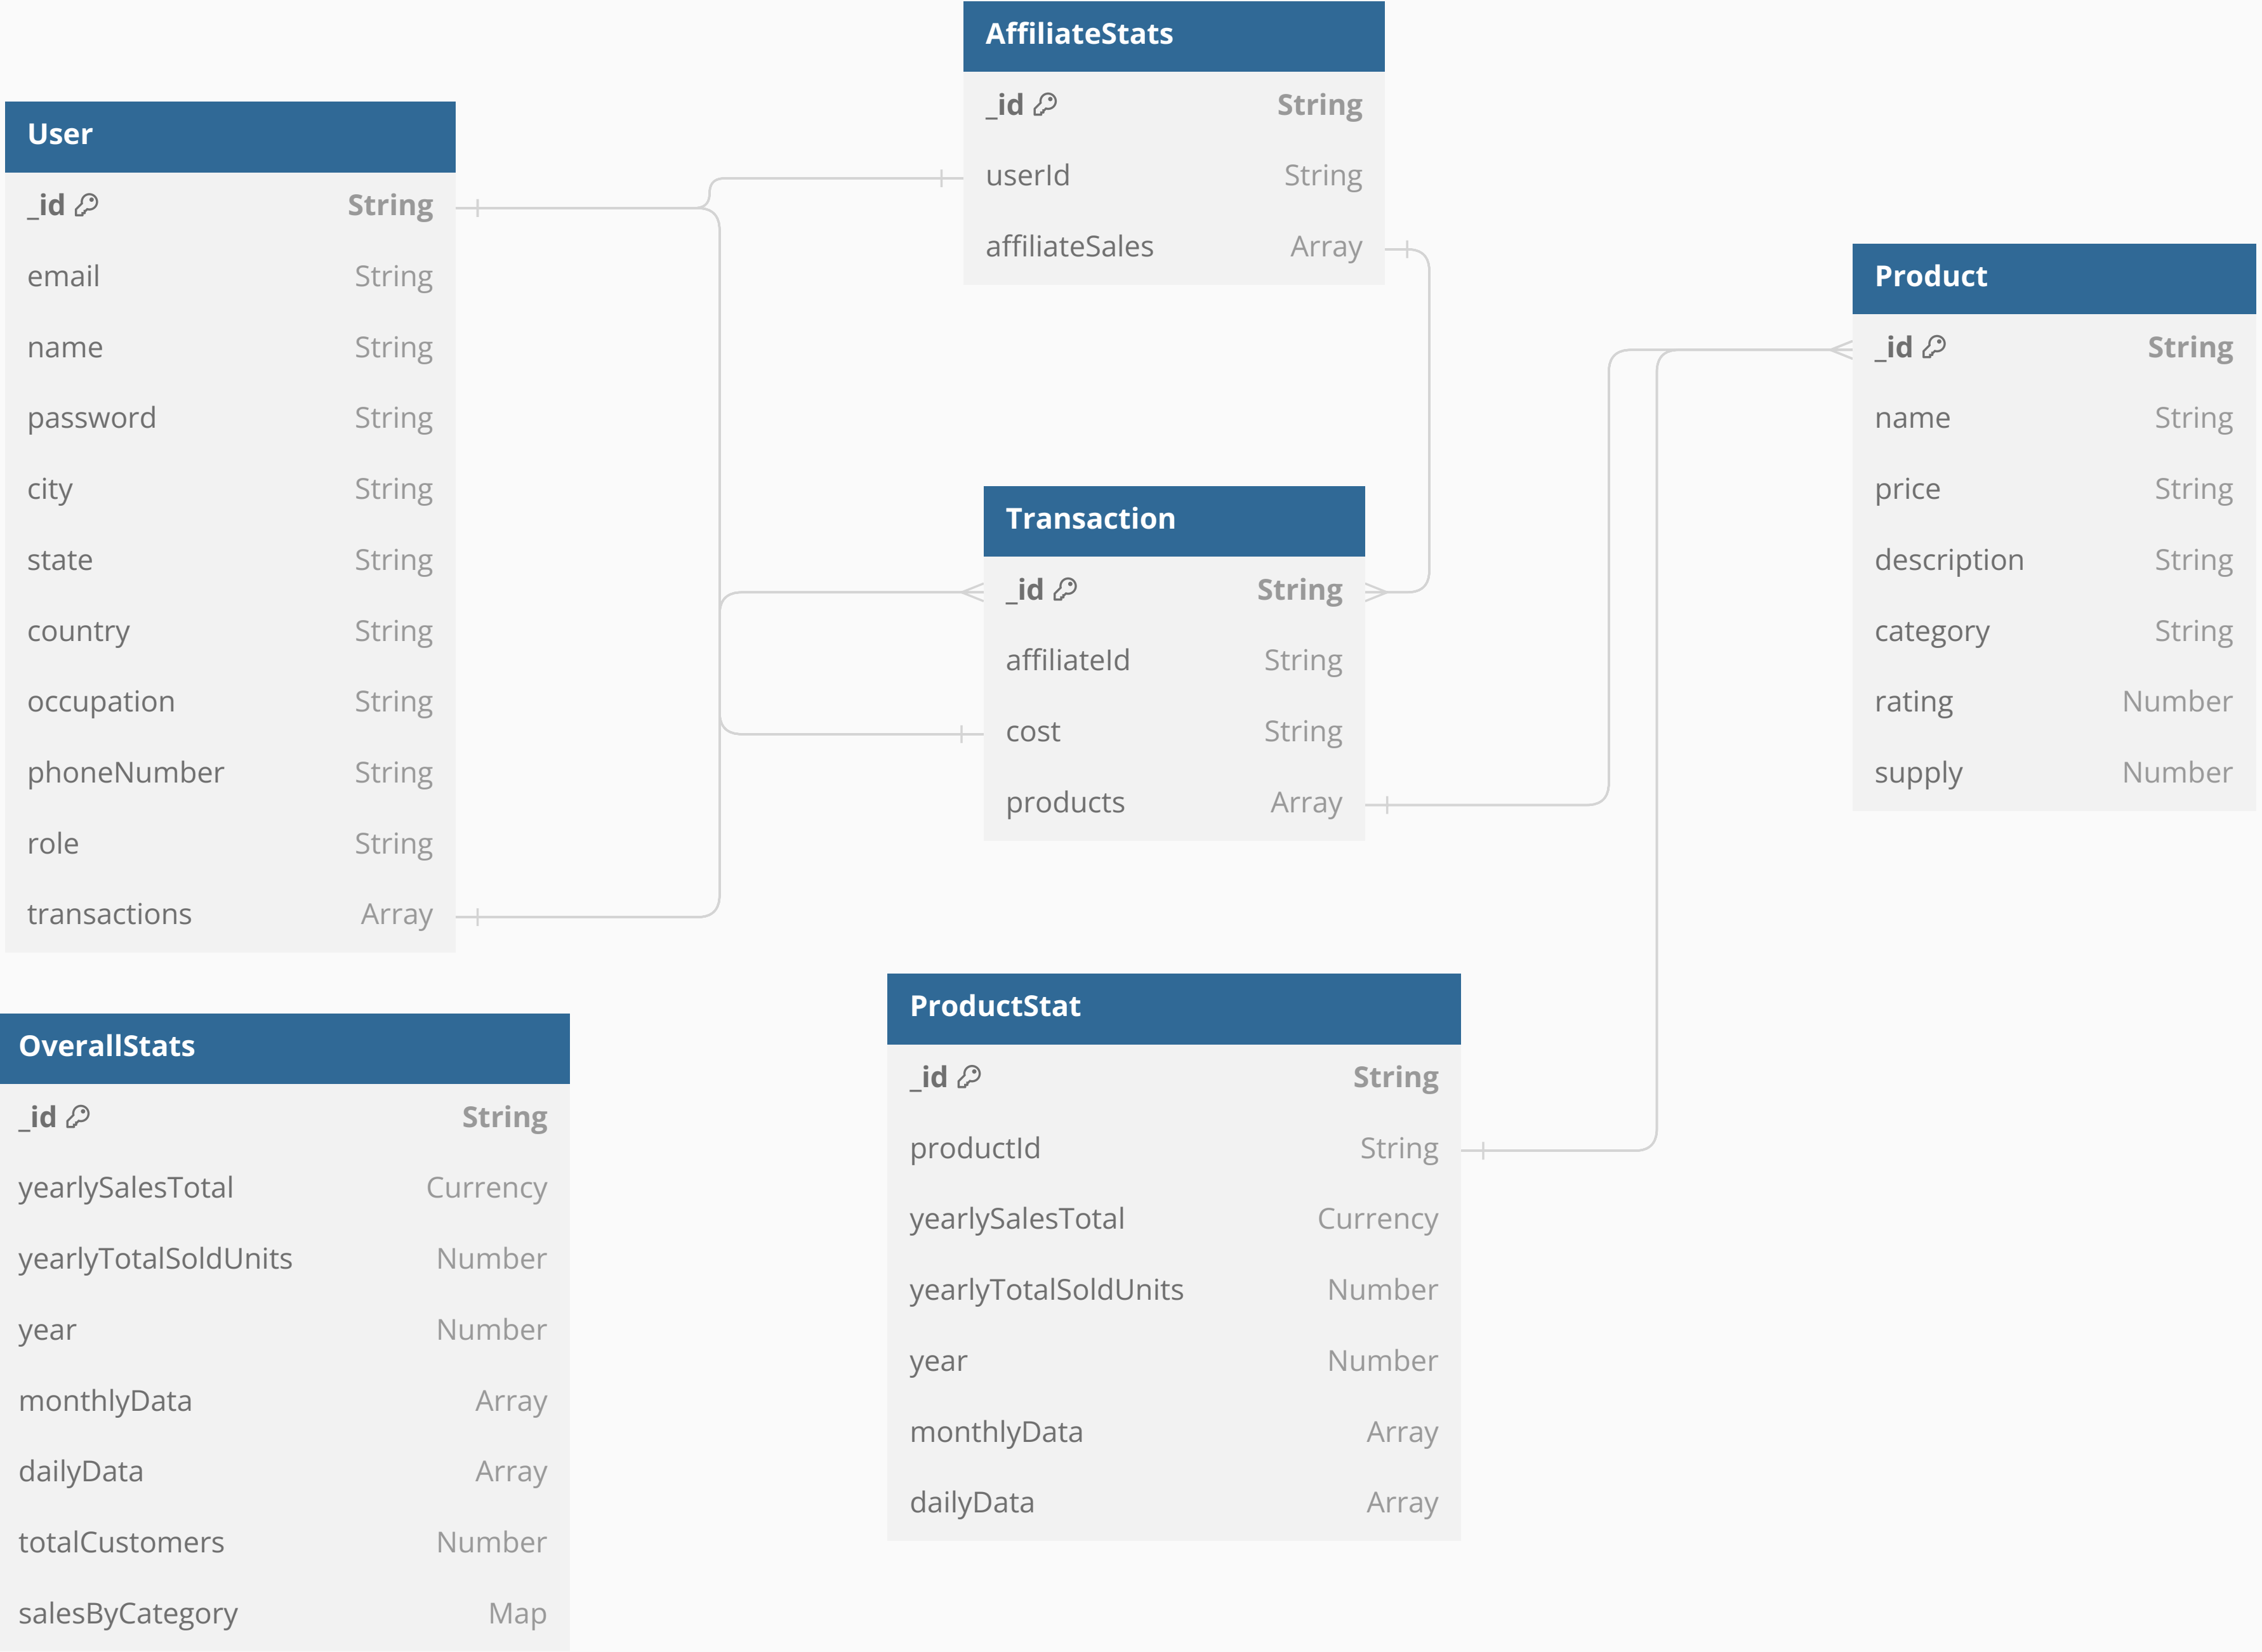 User
_id String
email String
name String
password String
city String
state String
country String
occupation String
phoneNumber String
role String
transactions Array
OverallStats
_id String
yearlySalesTotal Currency
yearlyTotalSoldUnits Number
year Number
monthlyData Array
dailyData Array
totalCustomers Number
salesByCategory Map
AffiliateStats
_id String
userId String
affiliateSales Array
Transaction
_id String
affiliateId String
cost String
products Array
ProductStat
_id String
productId String
yearlySalesTotal Currency
yearlyTotalSoldUnits Number
year Number
monthlyData Array
dailyData Array
Product
_id String
name String
price String
description String
category String
rating Number
supply Number